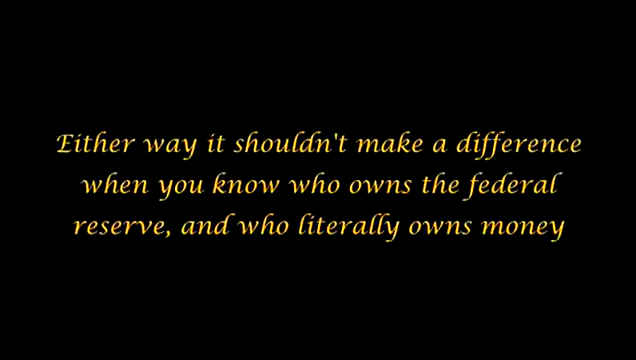 Either way it shouldn't make a difference
when you know who owns the federal
reserve, and who literally owns money